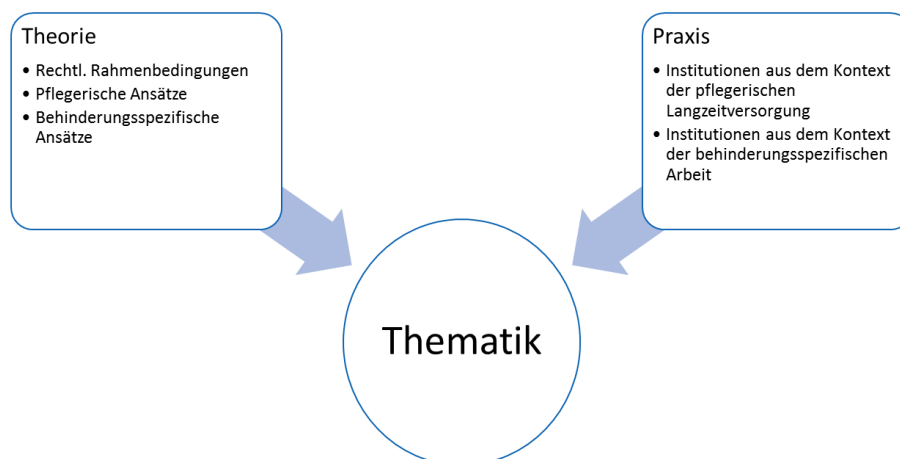 Theorie
• Rechtl. Rahmenbedingungen
• Pflegerische Ansätze
• Behinderungsspezifische
Ansätze
Praxis
• Institutionen aus dem Kontext
der pflegerischen
Langzeitversorgung
• Institutionen aus dem Kontext
der behinderungsspezifischen
Arbeit
Thematik